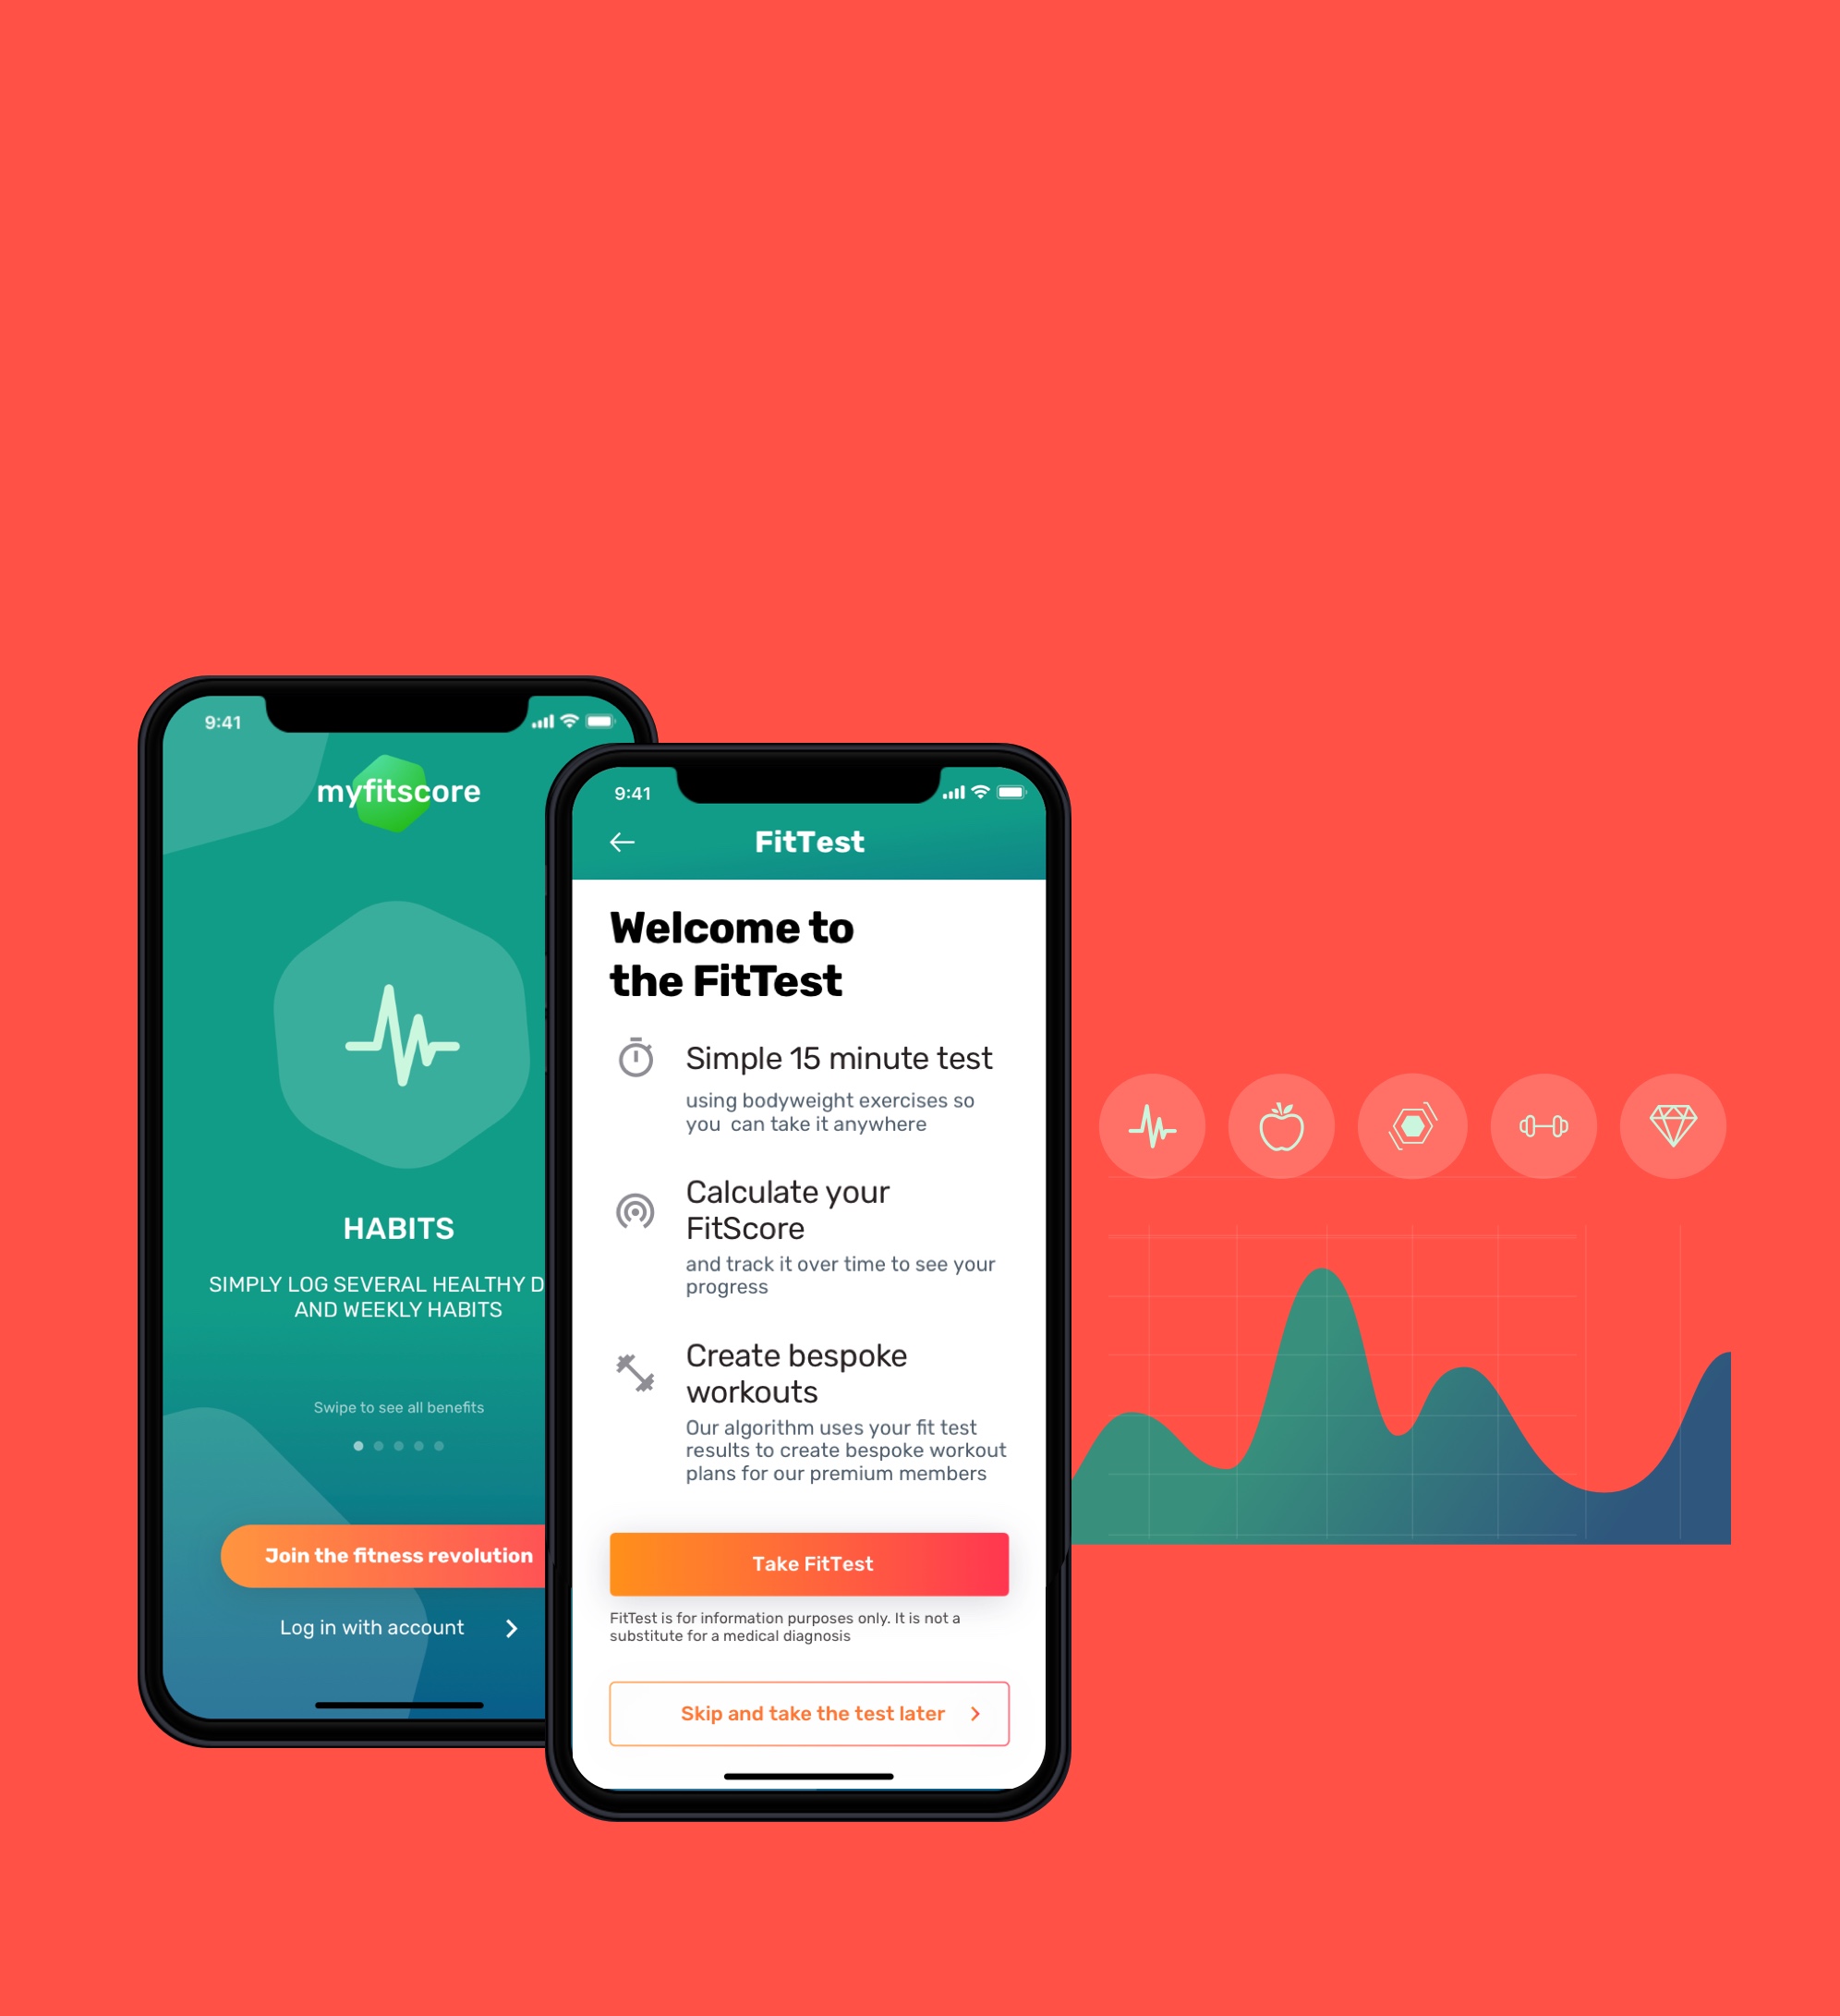 9:41
myfitscore
HABITS
SIMPLY LOG SEVERAL HEALTHY D
AND WEEKLY HABITS
Swipe to see all benefits
Join the fitness revolution
Log in with account
9:41
FitTest
Welcome to
the FitTest
Simple 15 minute test
using bodyweight exercises so
you can take it anywhere
Calculate your
FitScore
and track it over time to see your
progress
Create bespoke
workouts
Our algorithm uses your fit test
results to create bespoke workout
plans for our premium members
Take FitTest
FitTest is for information purposes only. It is not a
substitute for a medical diagnosis
Skip and take the test later